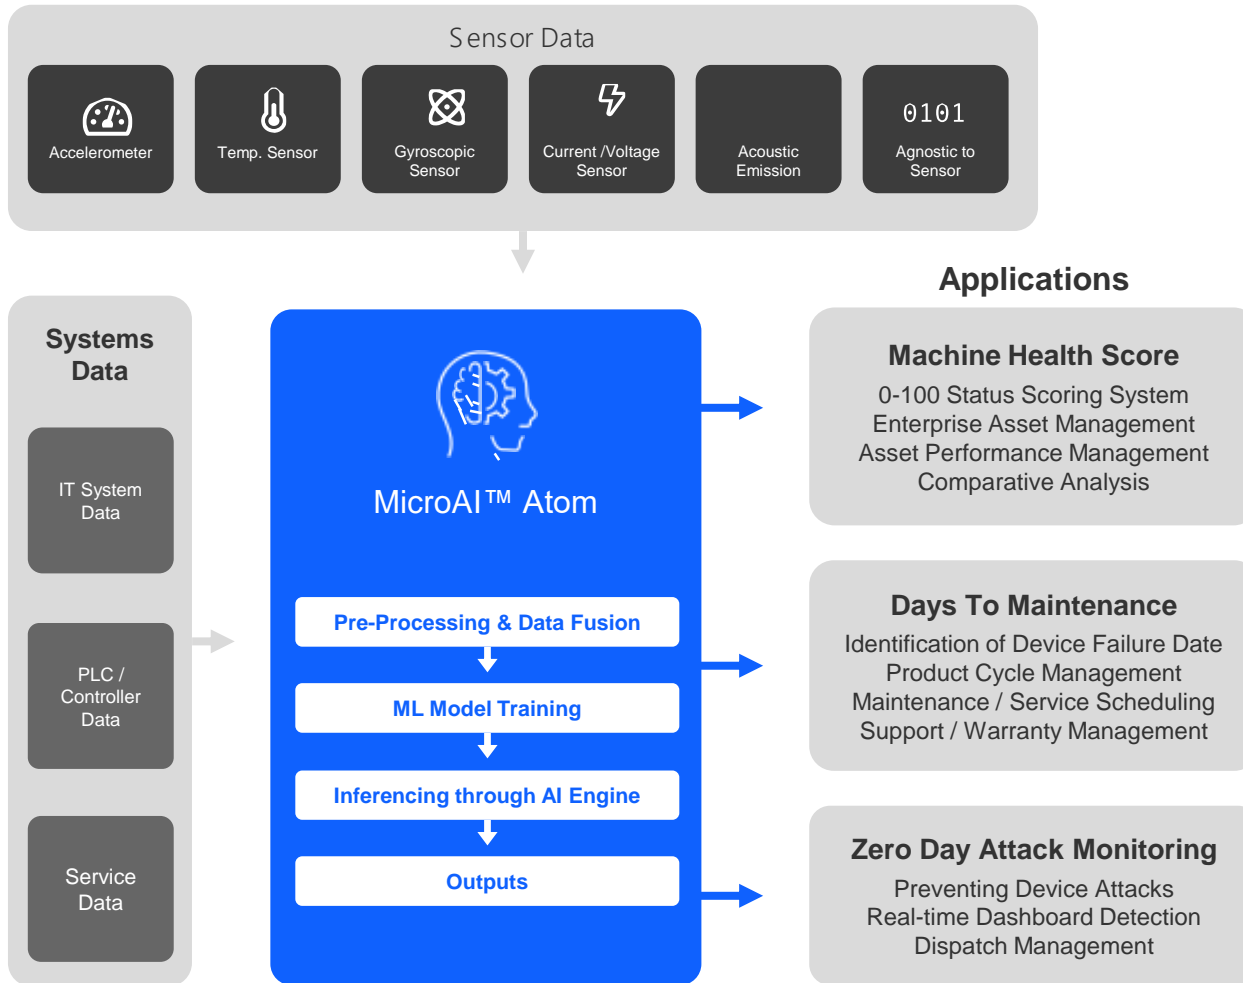 Sensor Data
Accelerometer
Temp. Sensor
Gyroscopic
Sensor
Current /Voltage
Sensor
Acoustic
Emission
0101
Agnostic to
Sensor
Systems
Data
IT System
Data
PLC /
Controller
Data
Service
Data
MicroAI™ Atom
Pre-Processing & Data Fusion
ML Model Training
Inferencing through AI Engine
Outputs
Applications
Machine Health Score
0-100 Status Scoring System
Enterprise Asset Management
Asset Performance Management
Comparative Analysis
Days To Maintenance
Identification of Device Failure Date
Product Cycle Management
Maintenance / Service Scheduling
Support / Warranty Management
Zero Day Attack Monitoring
Preventing Device Attacks
Real-time Dashboard Detection
Dispatch Management